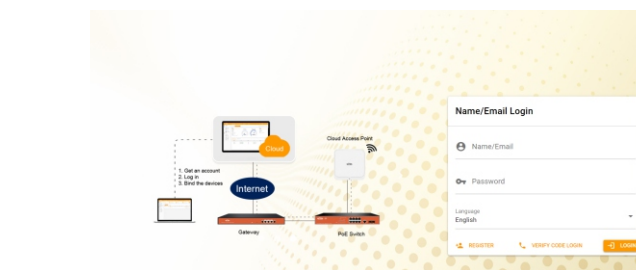 Cloud Access Point
Cloud
1. Get an account
2. Log in
3. Bind the devices
Internet
Gateway
PoE Switch
Name/Email Login
Name/Email
Password
Language
English
REGISTER
VERIFY CODE LOGIN
LOGIN